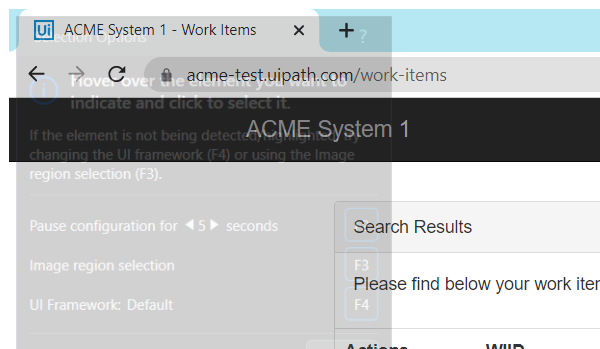 Ui ACME System 1 - Work Items
Selection Options ?
acme-test.uipath.com/work-items
Hover over the element you want to
indicate and click to select it.
ACME System 1
If the element is not being detected/highlighted, try
changing the UI framework (F4) or using the Image
region selection (F3).
Pause configuration for 5 seconds
Search Results
Image region selection F3
Please find below your work iter
UI Framework: Default F4
Actions WIID